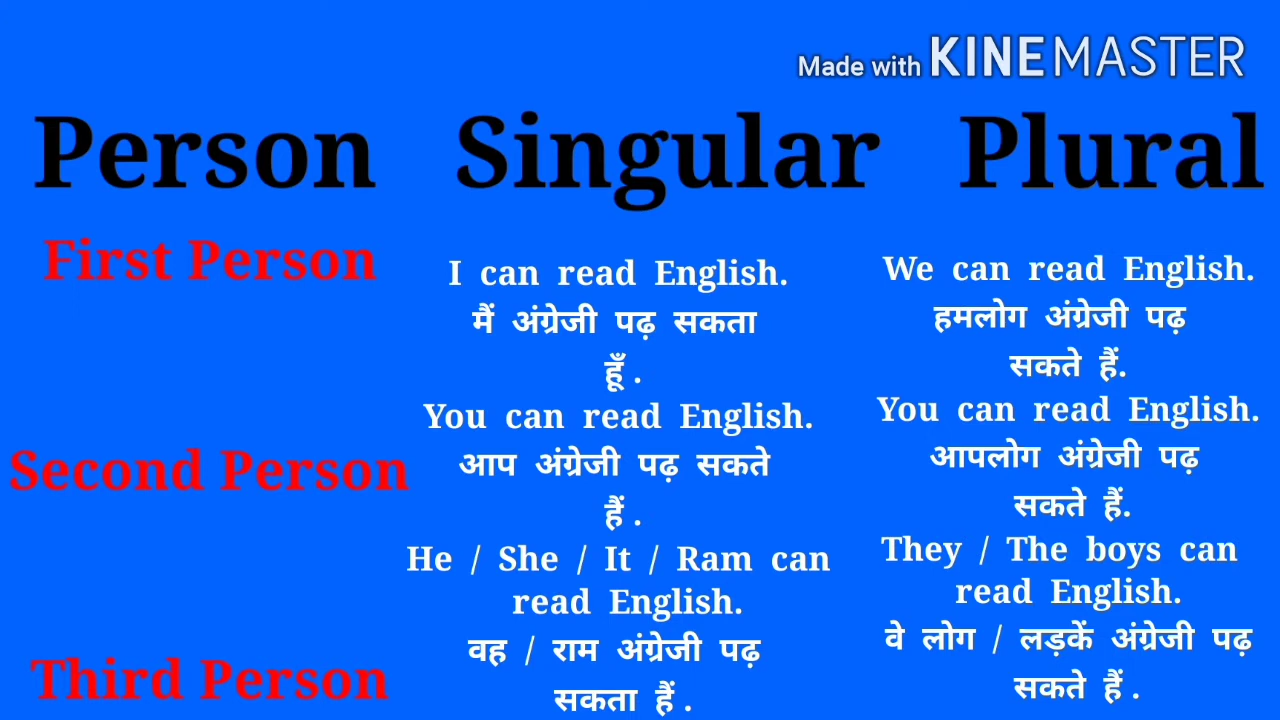 Made with KINEMASTER
Person Singular Plural
First Person
I can read English.
मैं अंग्रेजी पढ़ सकता
हूँ .
We can read English.
हमलोग अंग्रेजी पढ़
सकते हैं.
Second Person
You can read English.
आप अंग्रेजी पढ़ सकते
हैं .
You can read English.
आपलोग अंग्रेजी पढ़
सकते हैं.
Third Person
He / She / It / Ram can
read English.
वह / राम अंग्रेजी पढ़
सकता हैं .
They / The boys can
read English.
वे लोग / लड़कें अंग्रेजी पढ़
सकते हैं .